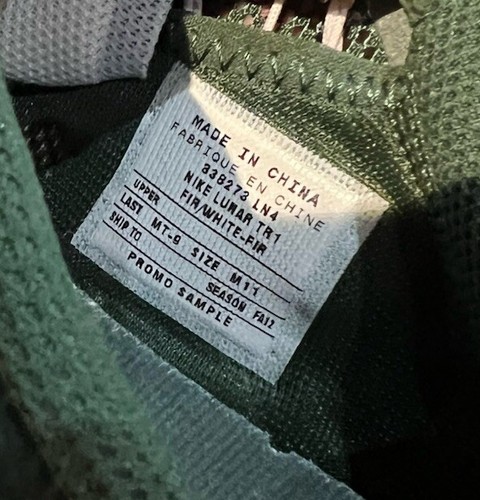 MADE IN CHINA
FABRIQUE EN CHINE
338273 LN4
NIKE LUNAR TR1
FIR/WHITE-FIR
UPPER
LAST MT-9 SIZE M11
SHIP TO SEASON FA12
PROMO SAMPLE